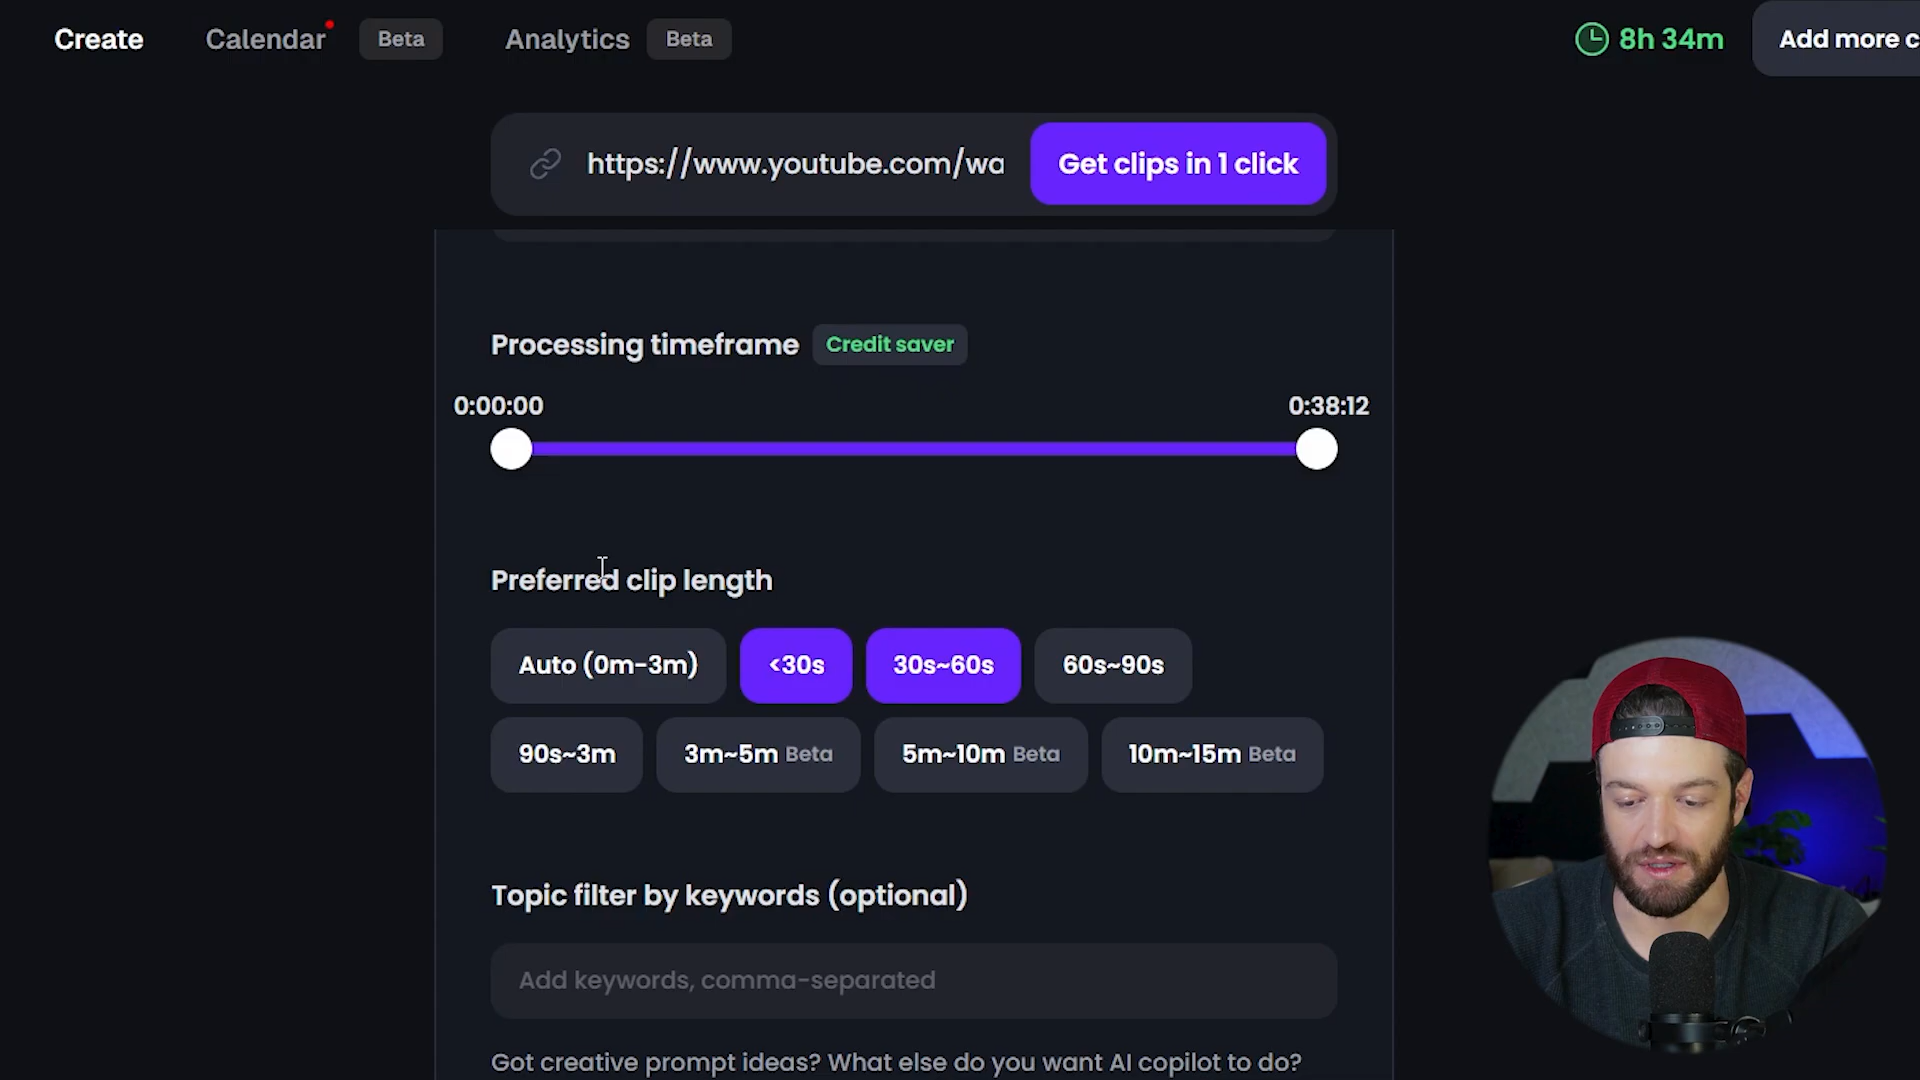 Create Calendar Beta Analytics Beta 8h 34m Add more c
https://www.youtube.com/wa Get clips in 1 click
Processing timeframe Credit saver
0:00:00 0:38:12
Preferred clip length
Auto (0m-3m) <30s 30s~60s 60s~90s
90s~3m 3m~5m Beta 5m~10m Beta 10m~15m Beta
Topic filter by keywords (optional)
Add keywords, comma-separated
Got creative prompt ideas? What else do you want AI copilot to do?